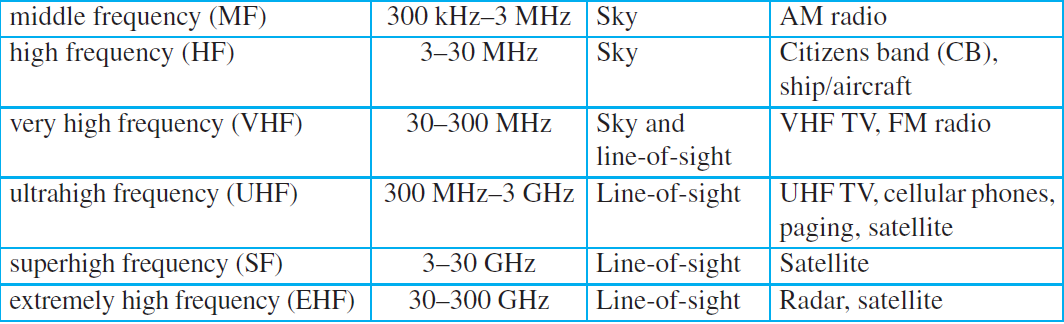 middle frequency (MF) 300 kHz–3 MHz Sky AM radio
high frequency (HF) 3–30 MHz Sky Citizens band (CB),
ship/aircraft
very high frequency (VHF) 30–300 MHz Sky and VHF TV, FM radio
line-of-sight
ultrahigh frequency (UHF) 300 MHz–3 GHz Line-of-sight UHF TV, cellular phones,
paging, satellite
superhigh frequency (SF) 3–30 GHz Line-of-sight Satellite
extremely high frequency (EHF) 30–300 GHz Line-of-sight Radar, satellite